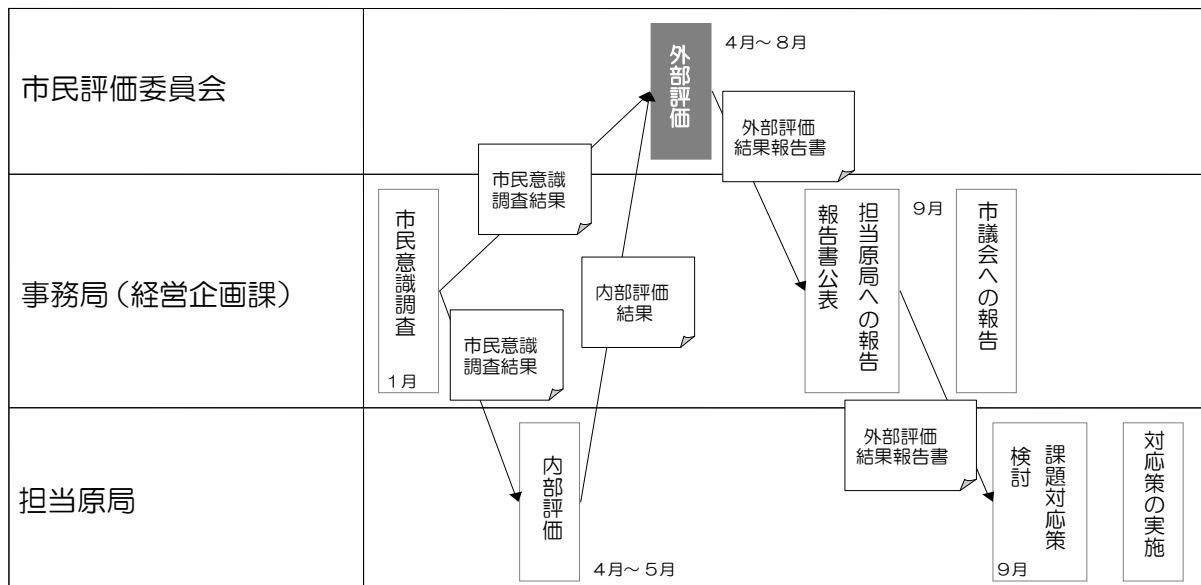 市民評価委員会
外部評価
4月～8月
外部評価
結果報告書
市民意識
調査結果
事務局（経営企画課）
市民意識調査
1月
市民意識
調査結果
内部評価
結果
担当原局への報告
報告書公表
9月
市議会への報告
担当原局
内部評価
4月～5月
外部評価
結果報告書
課題対応策
検討
9月
対応策の実施